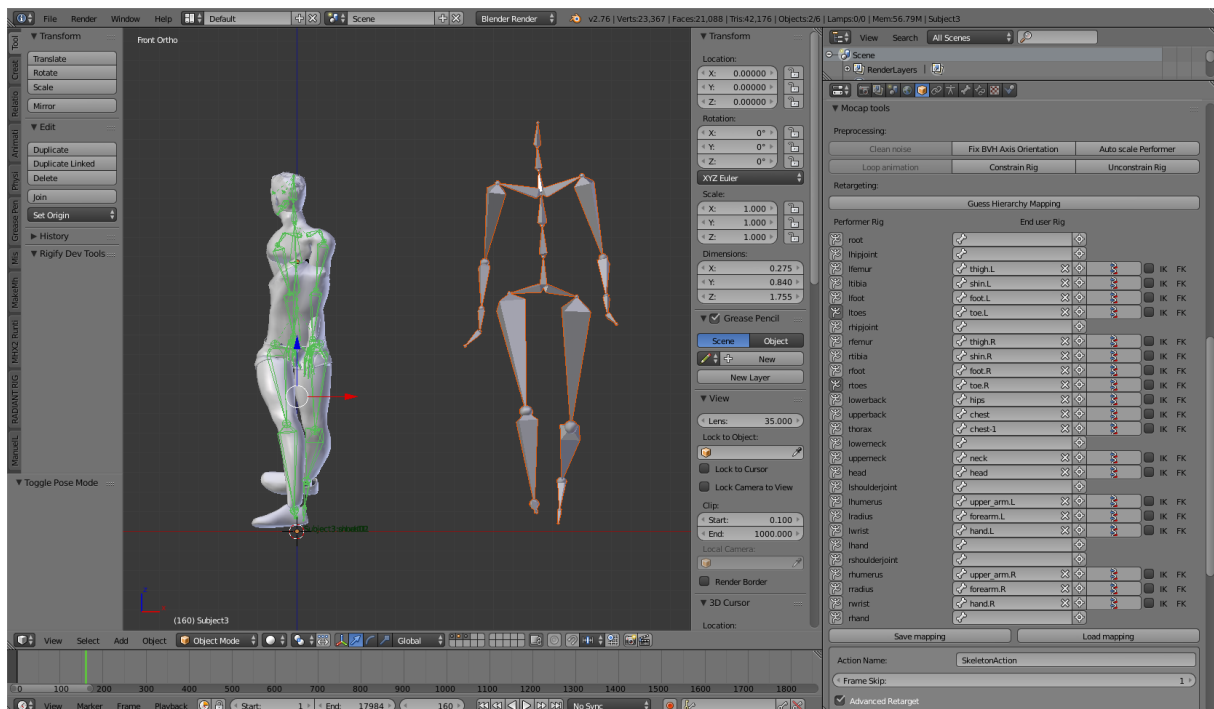 File Render Window Help Default Scene Blender Render v2.76 | Verts:23,367 | Faces:21,088 | Tris:42,176 | Objects:2/6 | Lamps:0/0 | Mem:56.79M | Subject3
Tool
Creat
Relatio
Animati
Physi
Grease Pen
Mis
MakeMn
MHX2 Runti
RADIANT RIG
ManuelL
▼ Transform
Translate
Rotate
Scale
Mirror
▼ Edit
Duplicate
Duplicate Linked
Delete
Join
Set Origin
▶ History
▼ Rigify Dev Tools
▼ Toggle Pose Mode
Front Ortho
(160) Subject3
▼ Transform
Location:
X: 0.00000
Y: 0.00000
Z: 0.00000
Rotation:
X: 0°
Y: 0°
Z: 0°
XYZ Euler
Scale:
X: 1.000
Y: 1.000
Z: 1.000
Dimensions:
X: 0.275
Y: 0.840
Z: 1.755
▼ Grease Pencil
Scene Object
New
New Layer
▼ View
Lens: 35.000
Lock to Object:
Lock to Cursor
Lock Camera to View
Clip:
Start: 0.100
End: 1000.000
Local Camera:
Render Border
▼ 3D Cursor
Location:
View Select Add Object Object Mode Global
0 100 200 300 400 500 600 700 800 900 1000 1100 1200 1300 1400 1500 1600 1700 1800
View Marker Frame Playback Start: 1 End: 17984 160 No Sync
View Search All Scenes
Scene
RenderLayers |
▼ Mocap tools
Preprocessing:
Clean noise Fix BVH Axis Orientation Auto scale Performer
Loop animation Constrain Rig Unconstrain Rig
Retargeting:
Guess Hierarchy Mapping
Performer Rig End user Rig
root
lhipjoint
lfemur thigh.L IK FK
ltibia shin.L IK FK
lfoot foot.L IK FK
ltoes toe.L IK FK
rhipjoint
rfemur thigh.R IK FK
rtibia shin.R IK FK
rfoot foot.R IK FK
rtoes toe.R IK FK
lowerback hips IK FK
upperback chest IK FK
thorax chest-1 IK FK
lowerneck
upperneck neck IK FK
head head IK FK
lshoulderjoint
lhumerus upper_arm.L IK FK
lradius forearm.L IK FK
lwrist hand.L IK FK
lhand
rshoulderjoint
rhumerus upper_arm.R IK FK
rradius forearm.R IK FK
rwrist hand.R IK FK
rhand
Save mapping Load mapping
Action Name: SkeletonAction
Frame Skip: 1
Advanced Retarget